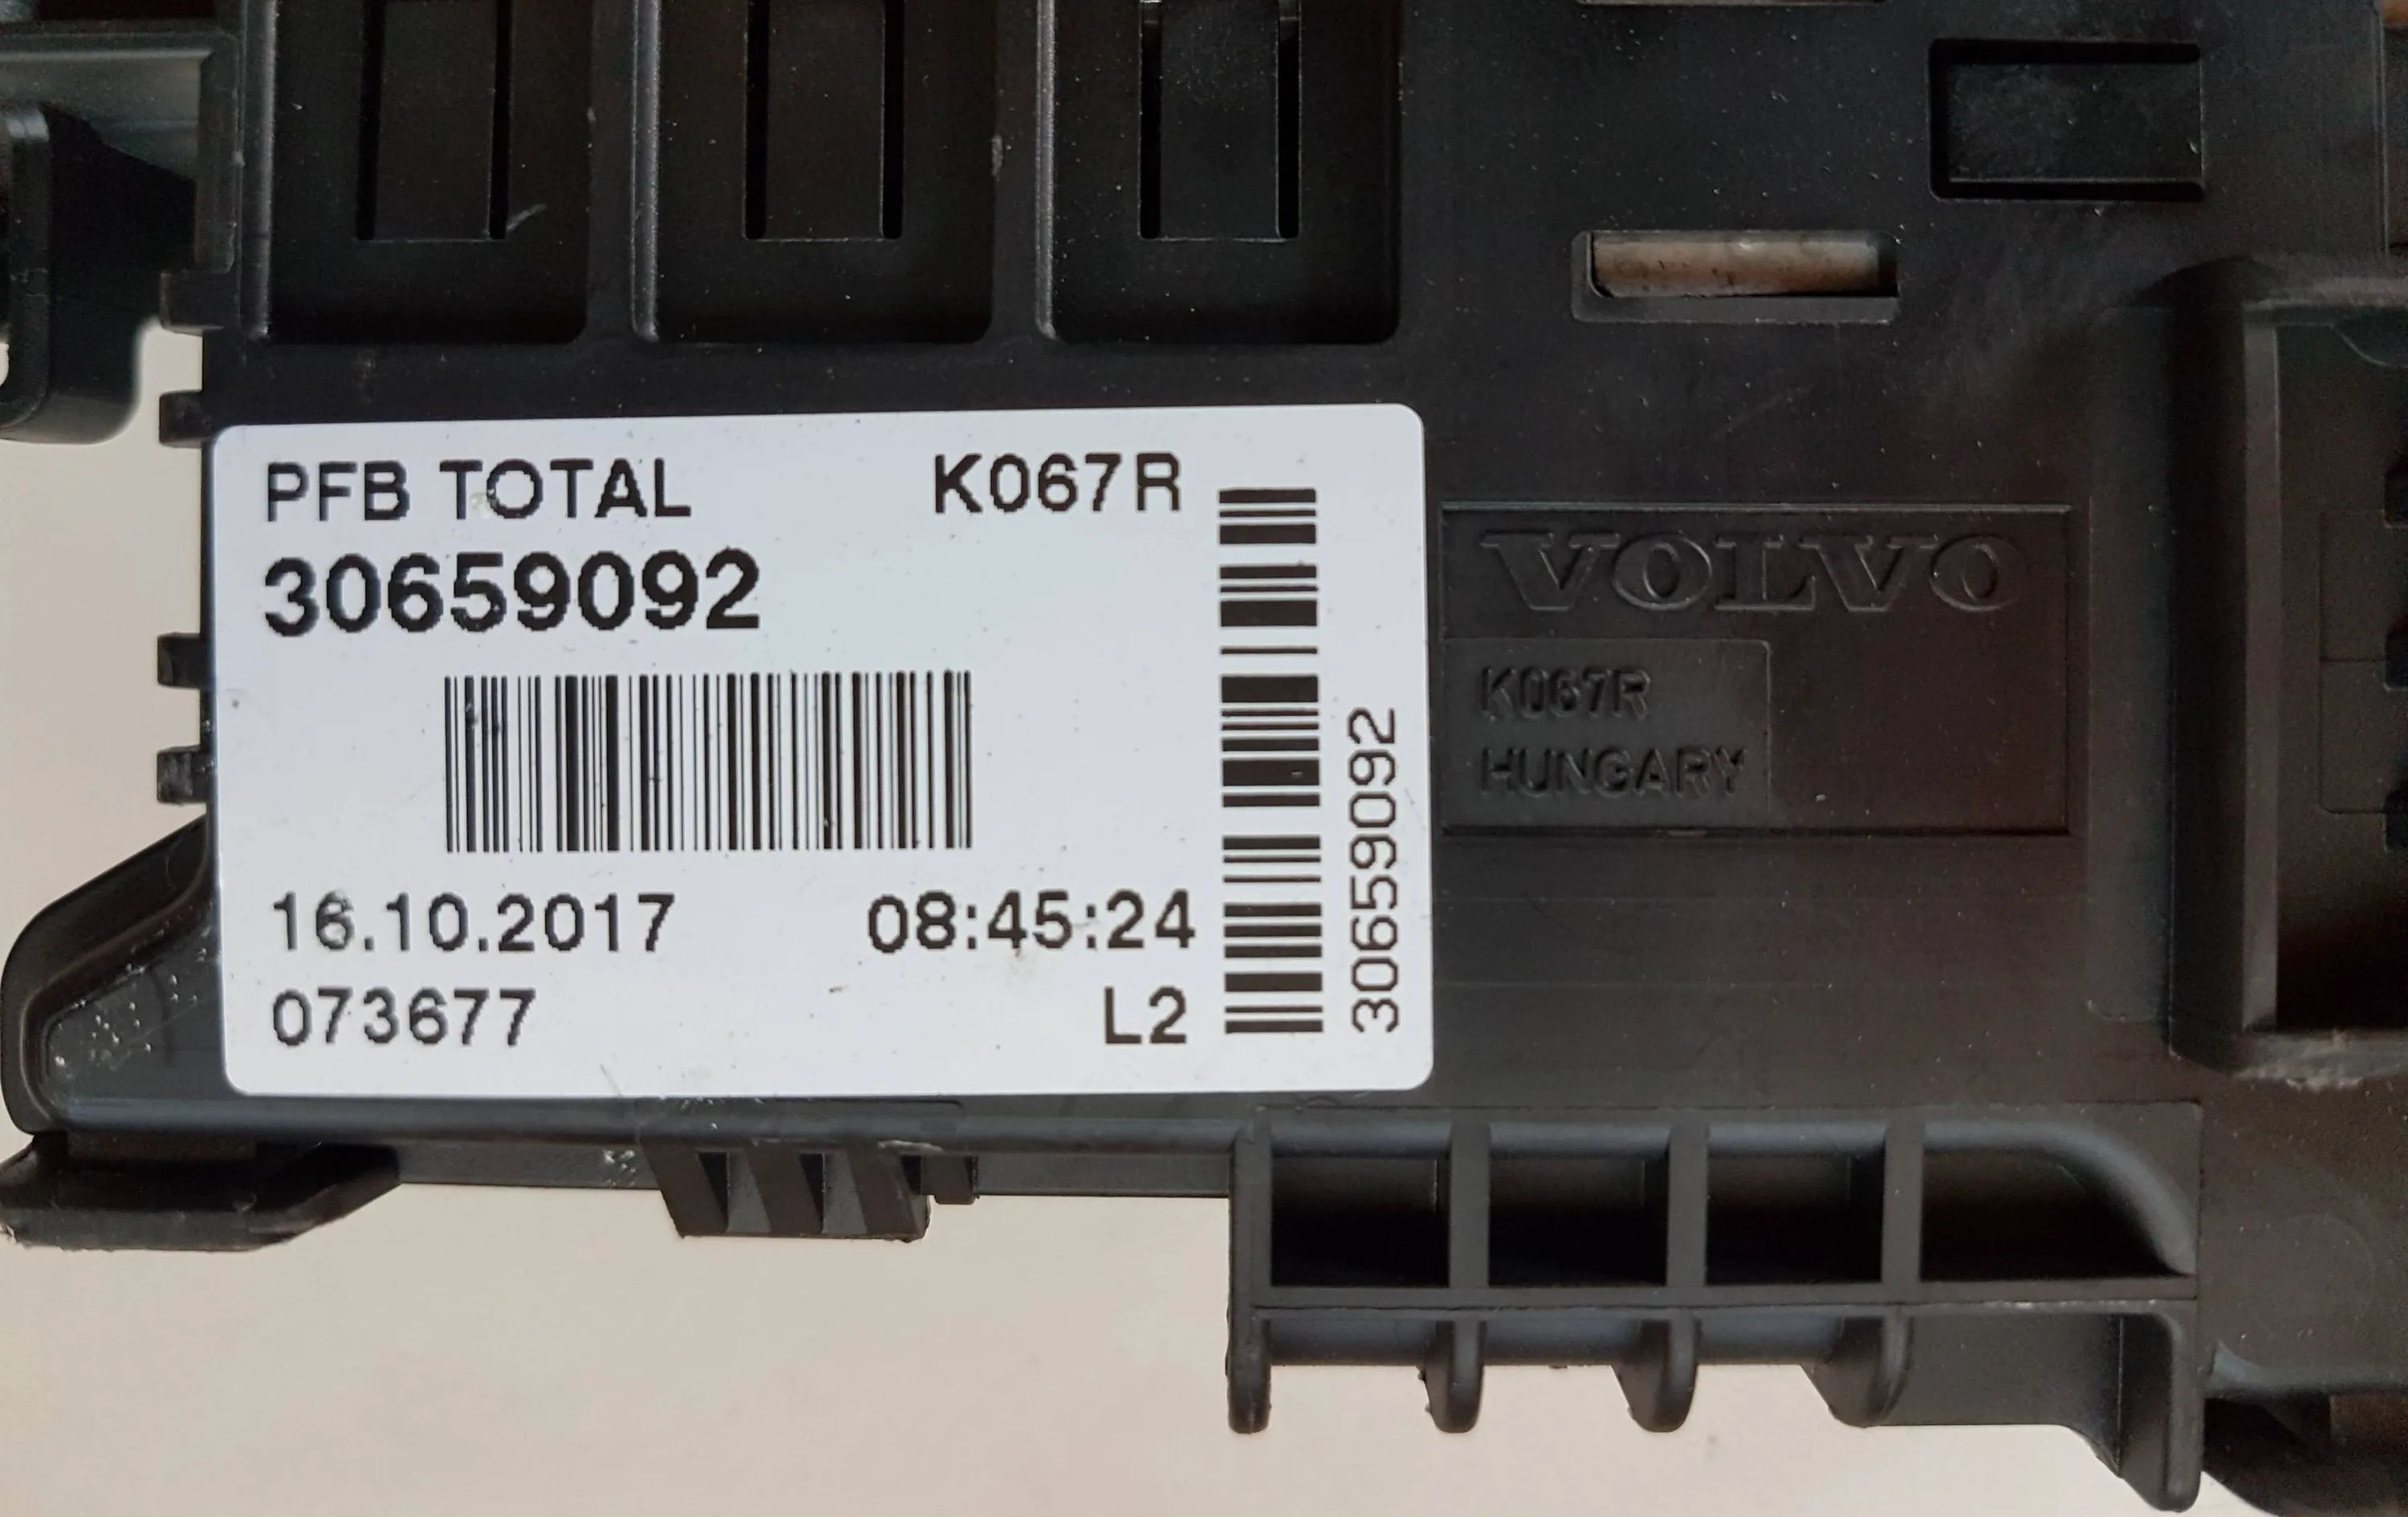 PFB TOTAL K067R
30659092
16.10.2017 08:45:24
073677 L2
30659092
VOLVO
K067R
HUNGARY